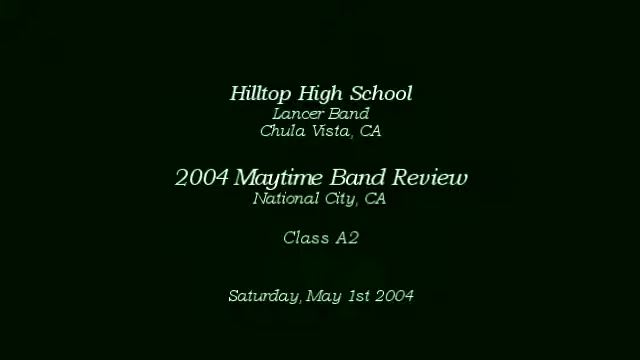 Hilltop High School
Lancer Band
Chula Vista, CA
2004 Maytime Band Review
National City, CA
Class A2
Saturday, May 1st 2004